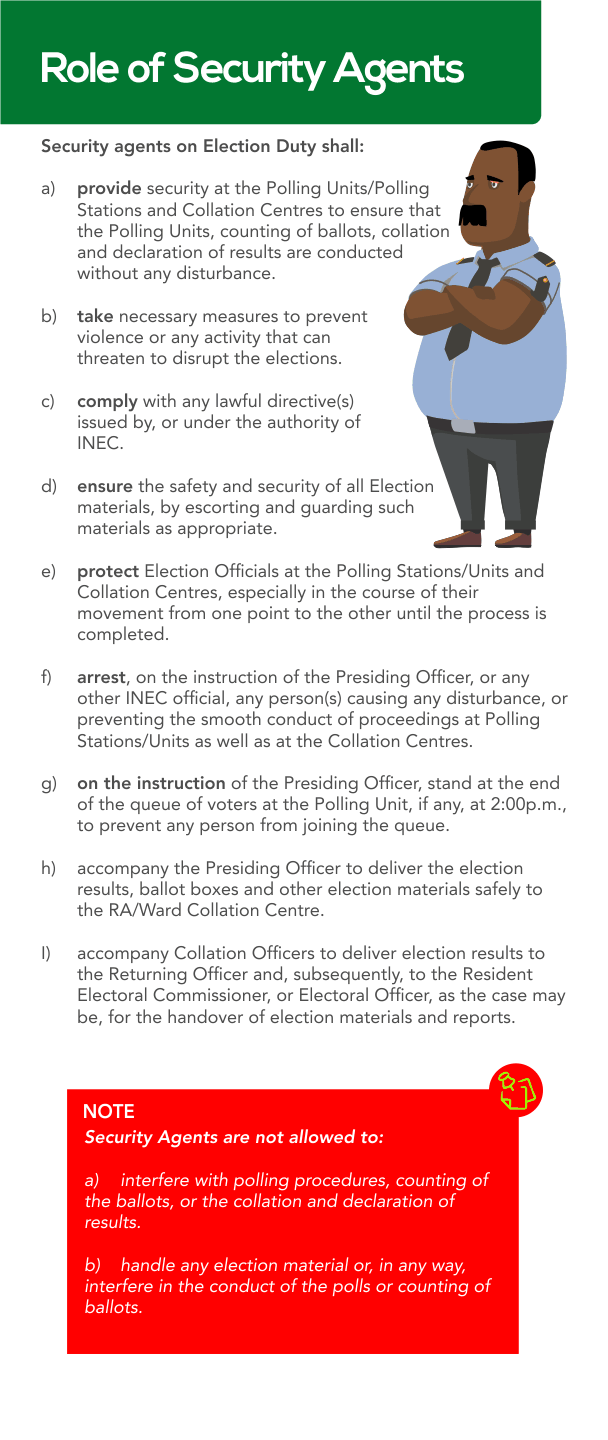 Role of Security Agents
Security agents on Election Duty shall:
a) provide security at the Polling Units/Polling
Stations and Collation Centres to ensure that
the Polling Units, counting of ballots, collation
and declaration of results are conducted
without any disturbance.
b) take necessary measures to prevent
violence or any activity that can
threaten to disrupt the elections.
c) comply with any lawful directive(s)
issued by, or under the authority of
INEC.
d) ensure the safety and security of all Election
materials, by escorting and guarding such
materials as appropriate.
e) protect Election Officials at the Polling Stations/Units and
Collation Centres, especially in the course of their
movement from one point to the other until the process is
completed.
f) arrest, on the instruction of the Presiding Officer, or any
other INEC official, any person(s) causing any disturbance, or
preventing the smooth conduct of proceedings at Polling
Stations/Units as well as at the Collation Centres.
g) on the instruction of the Presiding Officer, stand at the end
of the queue of voters at the Polling Unit, if any, at 2:00p.m.,
to prevent any person from joining the queue.
h) accompany the Presiding Officer to deliver the election
results, ballot boxes and other election materials safely to
the RA/Ward Collation Centre.
I) accompany Collation Officers to deliver election results to
the Returning Officer and, subsequently, to the Resident
Electoral Commissioner, or Electoral Officer, as the case may
be, for the handover of election materials and reports.
NOTE
Security Agents are not allowed to:
a) interfere with polling procedures, counting of
the ballots, or the collation and declaration of
results.
b) handle any election material or, in any way,
interfere in the conduct of the polls or counting of
ballots.